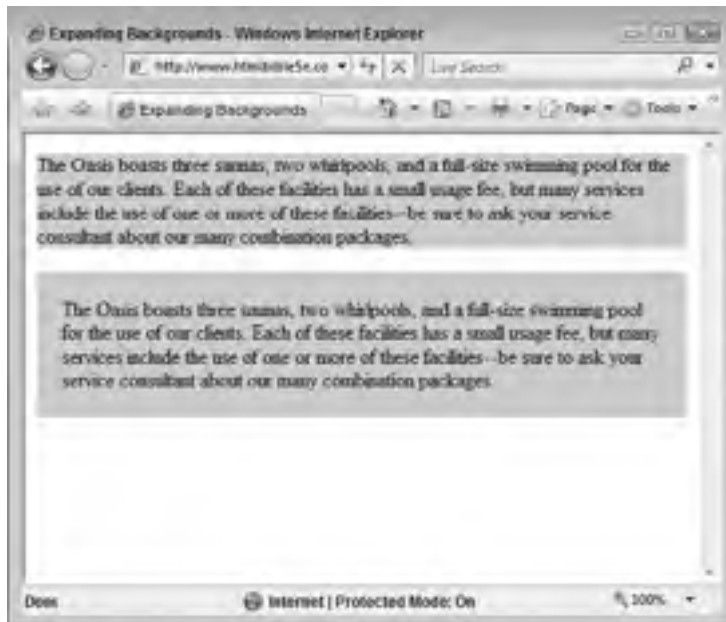 Expanding Backgrounds - Windows Internet Explorer
http://www.htmlbible5e.co
Live Search
Expanding Backgrounds
Page
Tools
The Oasis boasts three saunas, two whirlpools, and a full-size swimming pool for the
use of our clients. Each of these facilities has a small usage fee, but many services
include the use of one or more of these facilities--be sure to ask your service
consultant about our many combination packages.
The Oasis boasts three saunas, two whirlpools, and a full-size swimming pool
for the use of our clients. Each of these facilities has a small usage fee, but many
services include the use of one or more of these facilities--be sure to ask your
service consultant about our many combination packages.
Done
Internet | Protected Mode: On
100%